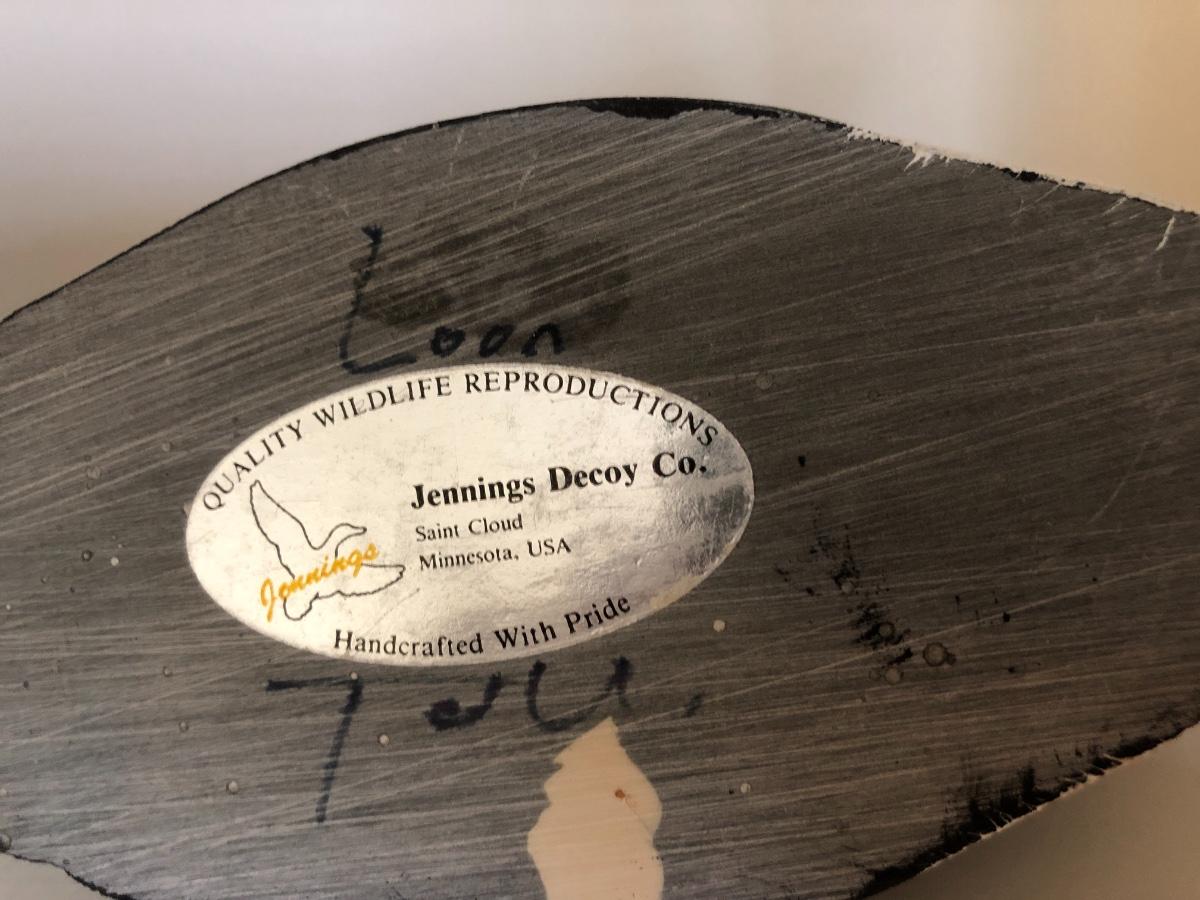 Loon
QUALITY WILDLIFE REPRODUCTIONS
Jennings Decoy Co.
Saint Cloud
Minnesota, USA
Jennings
Handcrafted With Pride